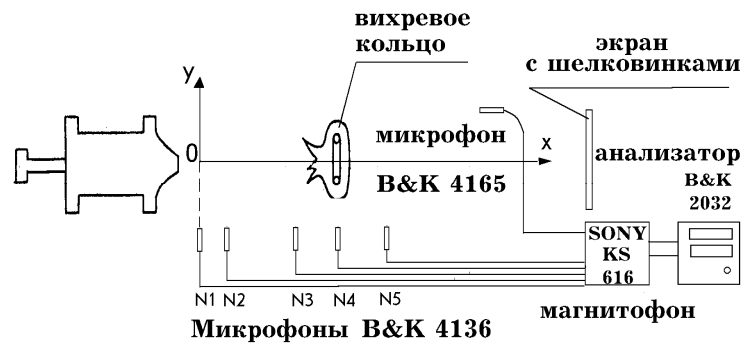 вихревое
кольцо
экран
с шелковинками
y
0
микрофон
x
B&K 4165
анализатор
B&K
2032
SONY
KS
616
N1 N2 N3 N4 N5
магнитофон
Микрофоны B&K 4136